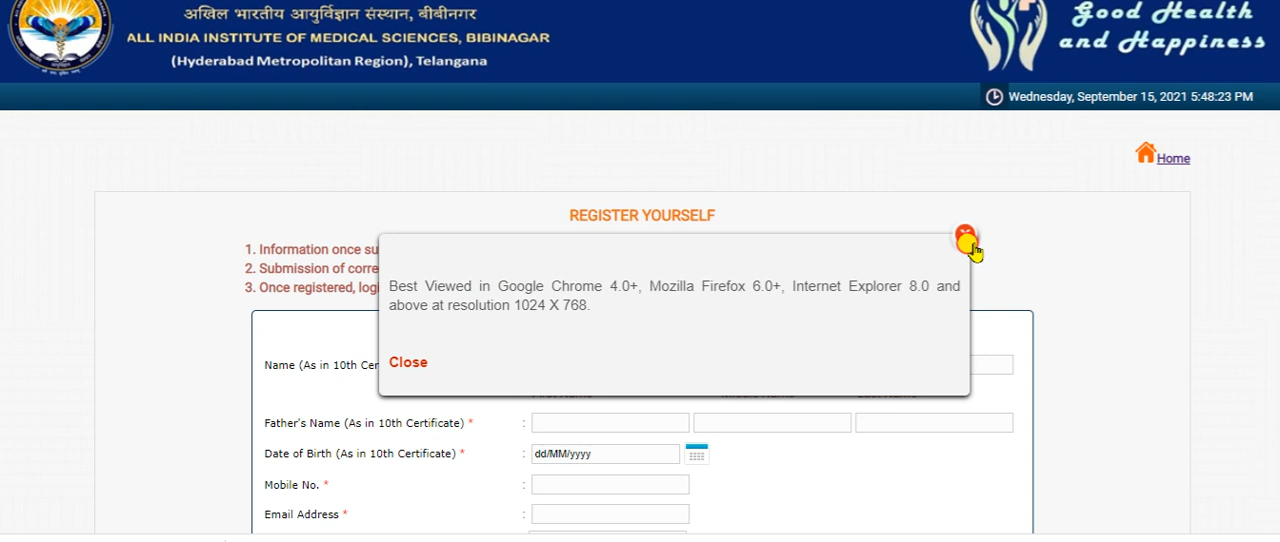 अखिल भारतीय आयुर्विज्ञान संस्थान, बीबीनगर
ALL INDIA INSTITUTE OF MEDICAL SCIENCES, BIBINAGAR
(Hyderabad Metropolitan Region), Telangana
Good Health
and Happiness
Wednesday, September 15, 2021 5:48:23 PM
Home
REGISTER YOURSELF
1. Information once su
2. Submission of corre
3. Once registered, logi
Best Viewed in Google Chrome 4.0+, Mozilla Firefox 6.0+, Internet Explorer 8.0 and
above at resolution 1024 X 768.
Close
Name (As in 10th Cer
Father's Name (As in 10th Certificate) * :
Date of Birth (As in 10th Certificate) * : dd/MM/yyyy
Mobile No. * :
Email Address * :